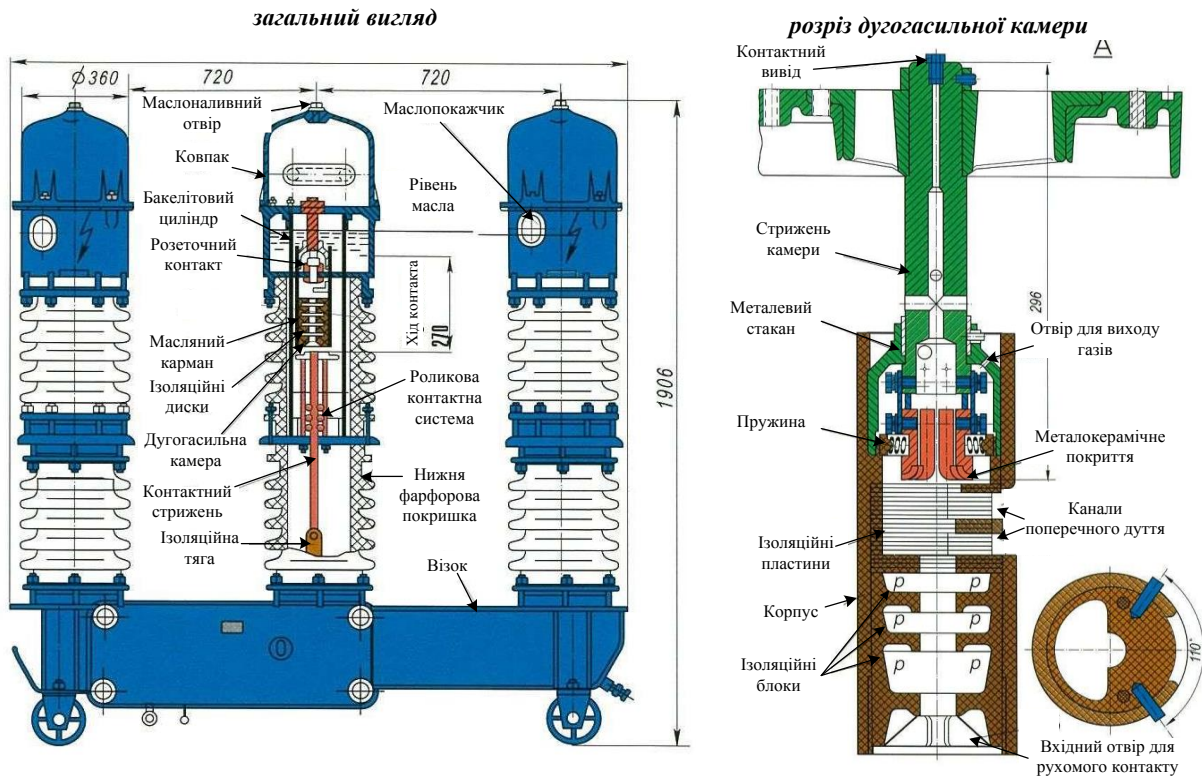 загальний вигляд
ϕ360
720
720
Маслоналивний
отвір
Маслопокажчик
Ковпак
Рівень
масла
Бакелітовий
циліндр
Розеточний
контакт
Хід контакта
270
Масляний
карман
Ізоляційні
диски
Роликова
контактна
система
Дугогасильна
камера
Контактний
стрижень
Нижня
фарфорова
покришка
Ізоляційна
тяга
Візок
1906
розріз дугогасильної камери
А
Контактний
вивід
Стрижень
камери
296
Металевий
стакан
Отвір для виходу
газів
Пружина
Металокерамічне
покриття
Канали
поперечного дуття
Ізоляційні
пластини
Корпус
р р
р р
р р
Ізоляційні
блоки
110°
Вхідний отвір для
рухомого контакту